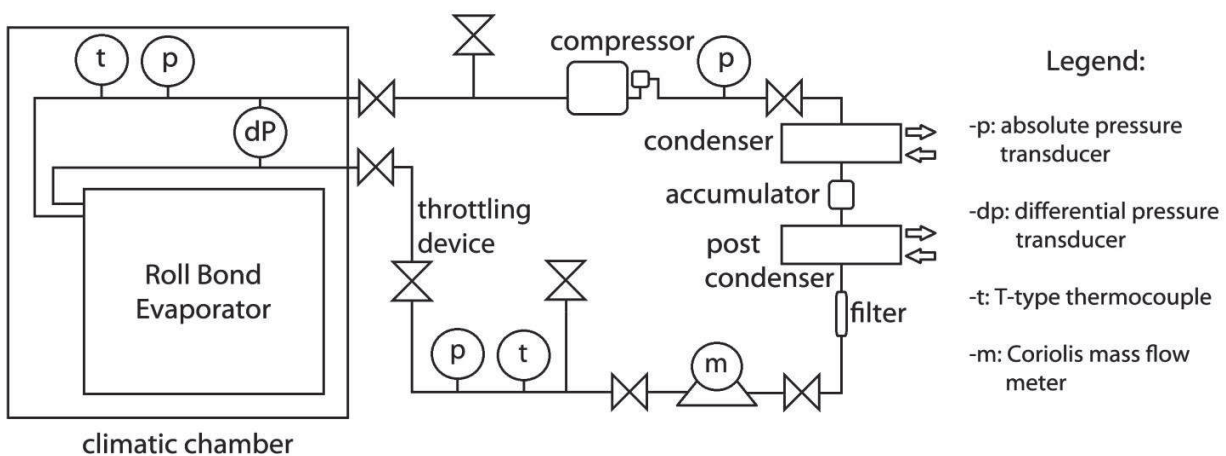 t
p
compressor
p
Legend:
dP
condenser
-p: absolute pressure
transducer
accumulator
throttling
device
-dp: differential pressure
transducer
post
condenser
Roll Bond
Evaporator
filter
-t: T-type thermocouple
p
t
m
-m: Coriolis mass flow
meter
climatic chamber